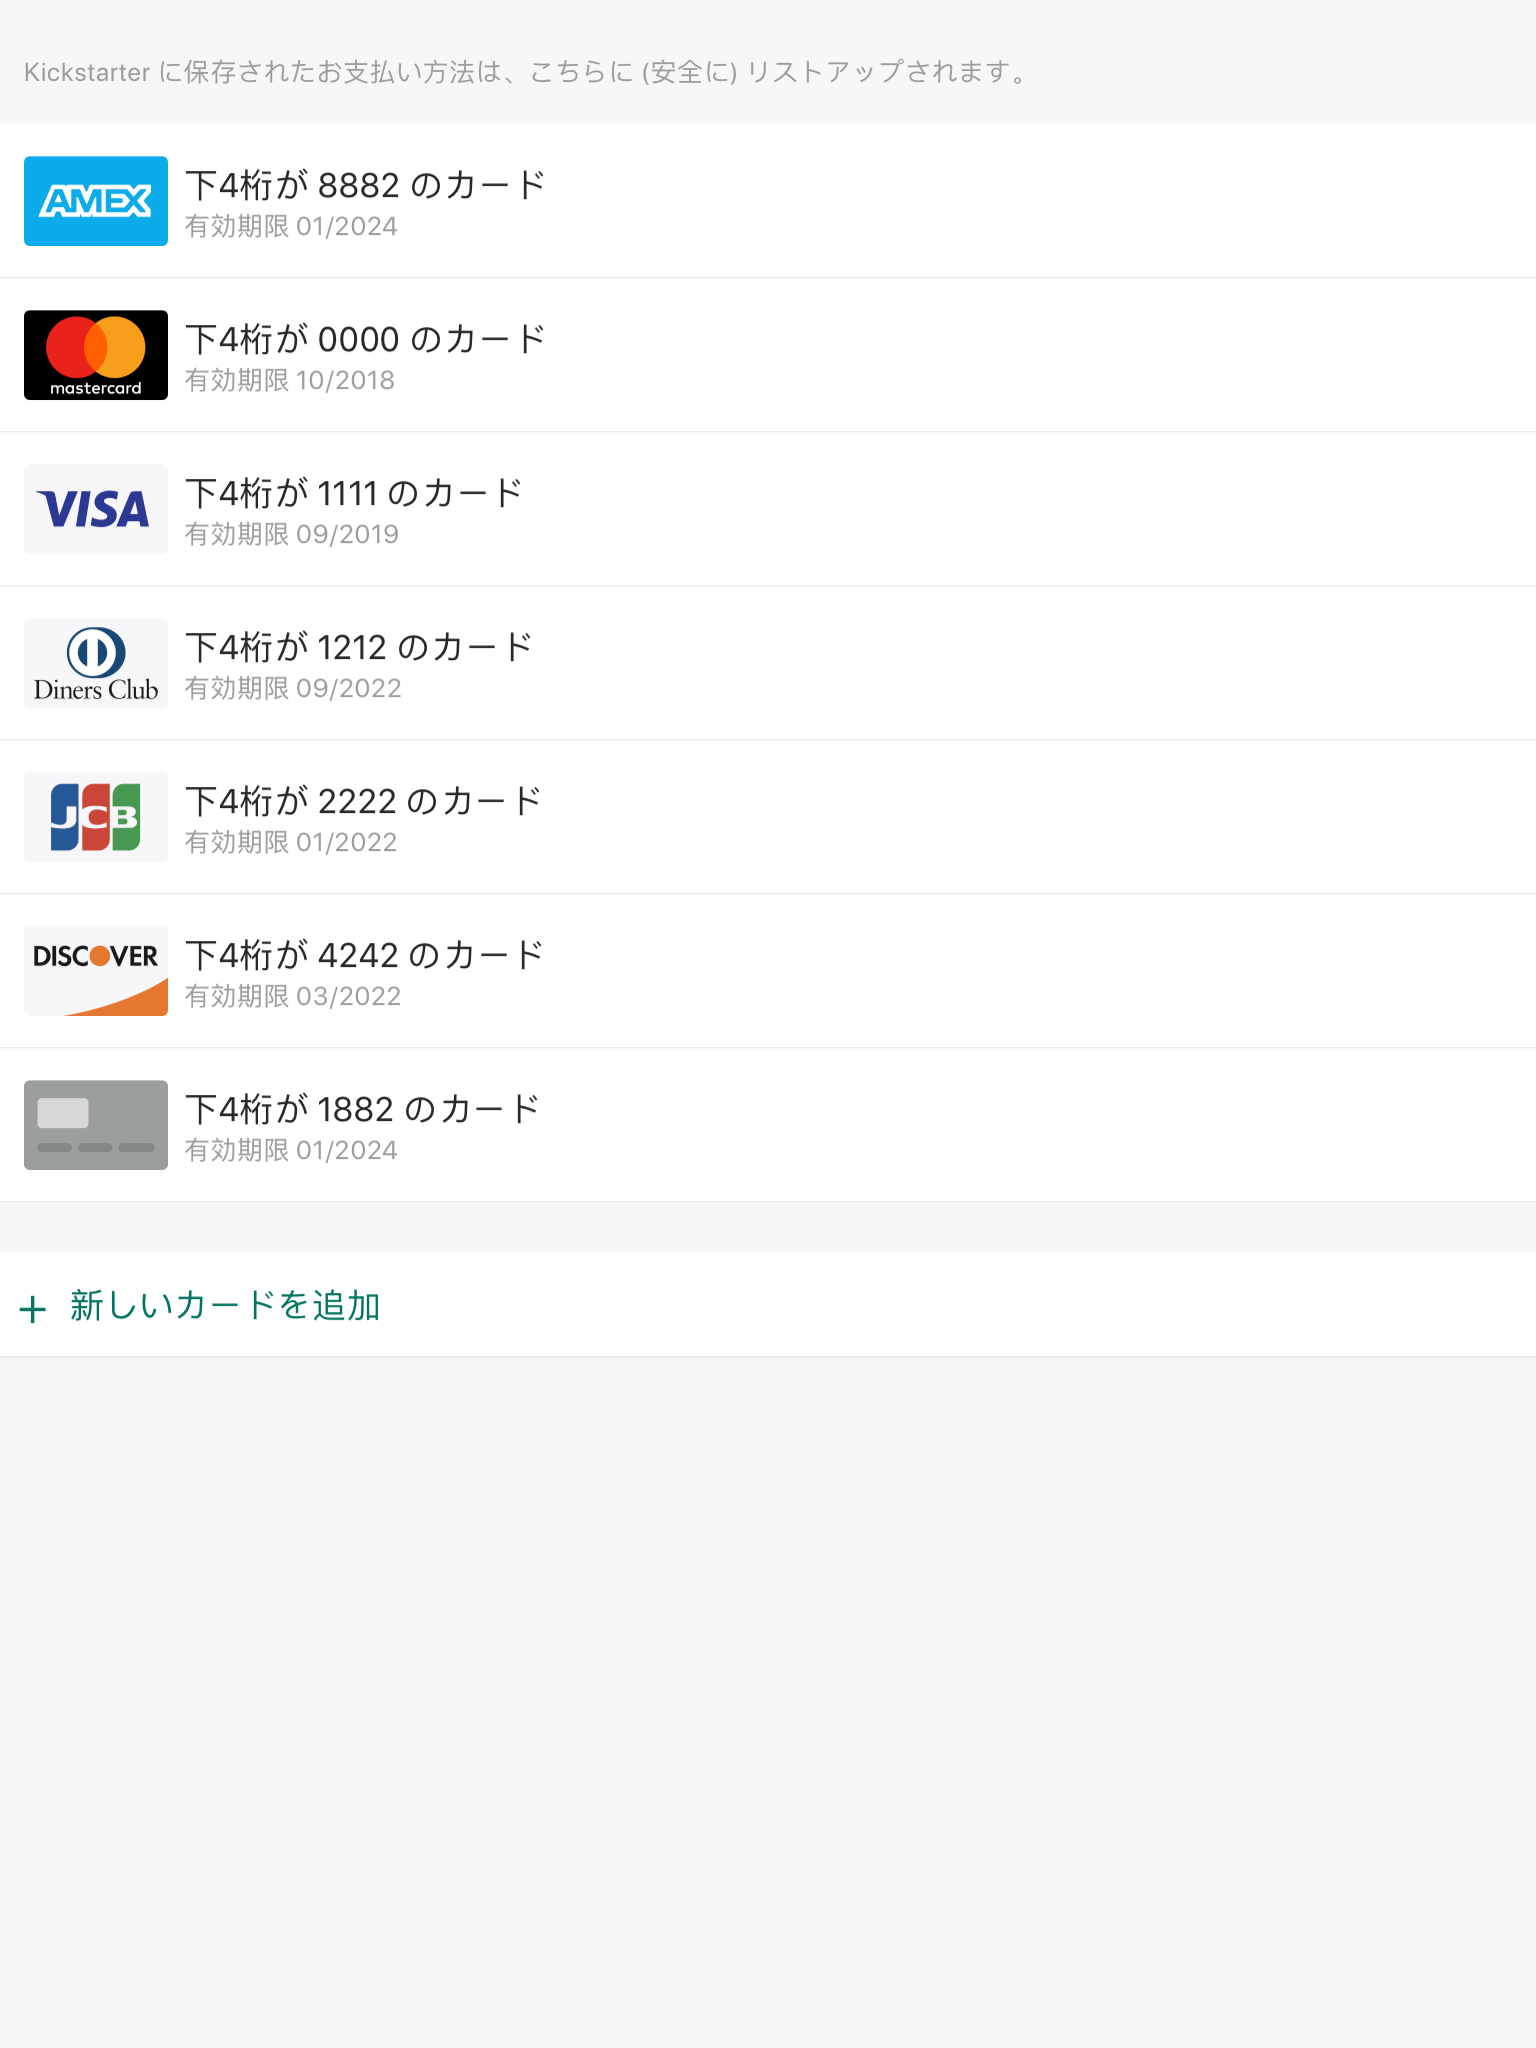 Kickstarter に保存されたお支払い方法は、こちらに (安全に) リストアップされます。
AMEX
下4桁が 8882 のカード
有効期限 01/2024
mastercard
下4桁が 0000 のカード
有効期限 10/2018
VISA
下4桁が 1111 のカード
有効期限 09/2019
Diners Club
下4桁が 1212 のカード
有効期限 09/2022
JCB
下4桁が 2222 のカード
有効期限 01/2022
DISCOVER
下4桁が 4242 のカード
有効期限 03/2022
下4桁が 1882 のカード
有効期限 01/2024
+ 新しいカードを追加